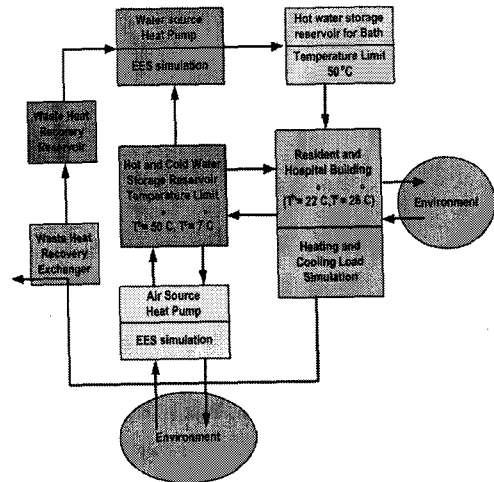 Water source
Heat Pump
EES simulation
Hot water storage
reservoir for Bath
Temperature Limit
50 °C
Waste Heat
Recovery
Reservoir
Hot and Cold Water
Storage Reservoir
Temperature Limit
T = 50 C, T = 7 C
Resident and
Hospital Building
(T = 22 C, T = 26 C)
Heating and
Cooling Load
Simulation
Environment
Waste Heat
Recovery
Exchanger
Air Source
Heat Pump
EES simulation
Environment